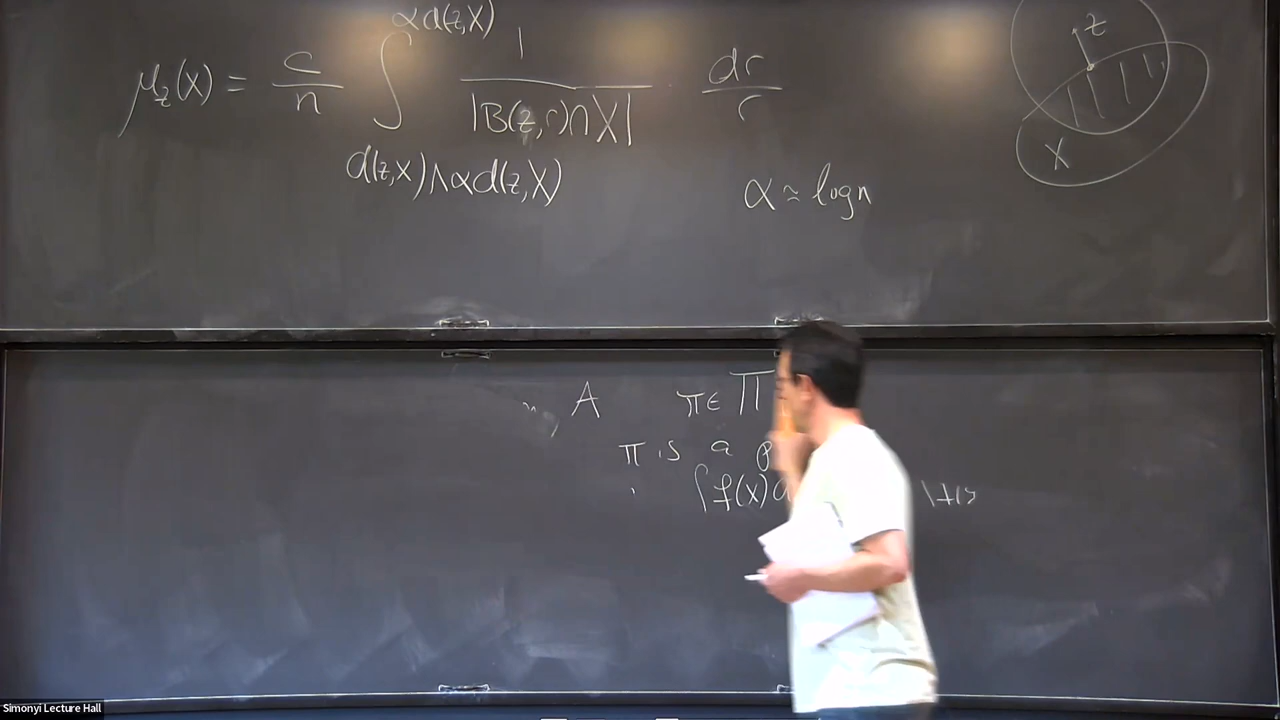 μ_z(X) = c/n ∫_{d(z,x)∧αd(z,X)}^{αd(z,X)} 1/|B(z,r)∩X| · dr/r
z
X
α ≈ log n
A π ∈ Π
π is a
∫f(x)d
Simonyi Lecture Hall